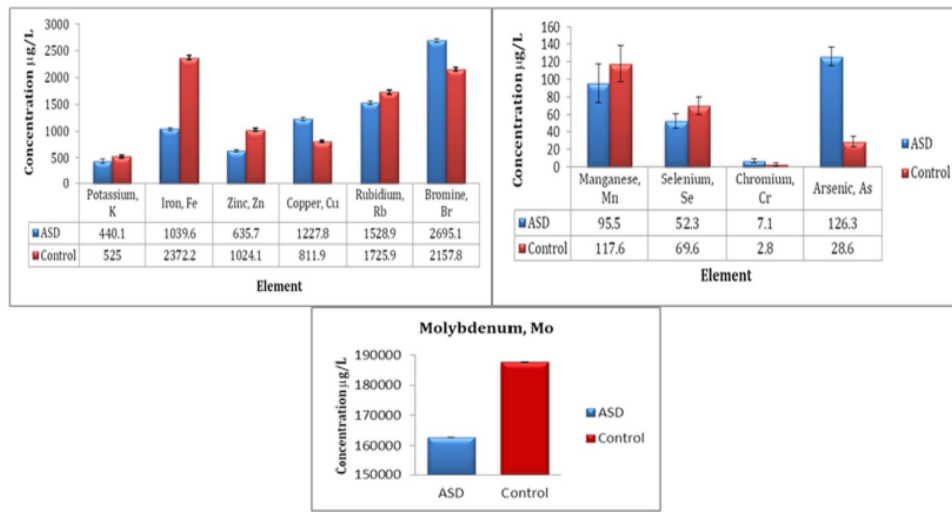 Concentration µg/L
3000
2500
2000
1500
1000
500
0
Potassium, K
Iron, Fe
Zinc, Zn
Copper, Cu
Rubidium, Rb
Bromine, Br
ASD 440.1 1039.6 635.7 1227.8 1528.9 2695.1
Control 525 2372.2 1024.1 811.9 1725.9 2157.8
Element
ASD
Control
Concentration µg/L
160
140
120
100
80
60
40
20
0
Manganese, Mn
Selenium, Se
Chromium, Cr
Arsenic, As
ASD 95.5 52.3 7.1 126.3
Control 117.6 69.6 2.8 28.6
Element
ASD
Control
Molybdenum, Mo
Concentration µg/L
190000
180000
170000
160000
150000
ASD
Control
ASD
Control